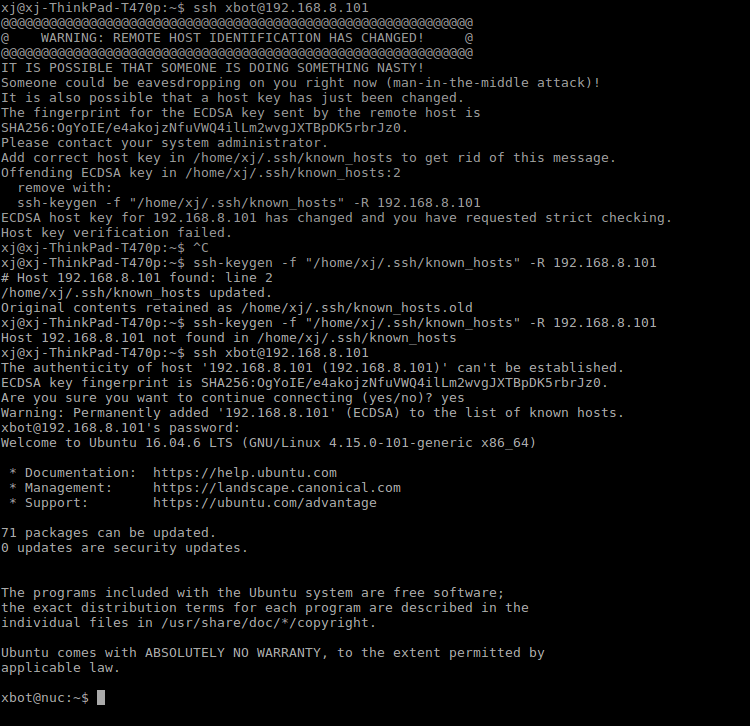 xj@xj-ThinkPad-T470p:~$ ssh xbot@192.168.8.101
@@@@@@@@@@@@@@@@@@@@@@@@@@@@@@@@@@@@@@@@@@@@@@@@@@@@@@@@@@@
@    WARNING: REMOTE HOST IDENTIFICATION HAS CHANGED!     @
@@@@@@@@@@@@@@@@@@@@@@@@@@@@@@@@@@@@@@@@@@@@@@@@@@@@@@@@@@@
IT IS POSSIBLE THAT SOMEONE IS DOING SOMETHING NASTY!
Someone could be eavesdropping on you right now (man-in-the-middle attack)!
It is also possible that a host key has just been changed.
The fingerprint for the ECDSA key sent by the remote host is
SHA256:OgYoIE/e4akojzNfuVWQ4ilLm2wvgJXTBpDK5rbrJz0.
Please contact your system administrator.
Add correct host key in /home/xj/.ssh/known_hosts to get rid of this message.
Offending ECDSA key in /home/xj/.ssh/known_hosts:2
  remove with:
  ssh-keygen -f "/home/xj/.ssh/known_hosts" -R 192.168.8.101
ECDSA host key for 192.168.8.101 has changed and you have requested strict checking.
Host key verification failed.
xj@xj-ThinkPad-T470p:~$ ^C
xj@xj-ThinkPad-T470p:~$ ssh-keygen -f "/home/xj/.ssh/known_hosts" -R 192.168.8.101
# Host 192.168.8.101 found: line 2
/home/xj/.ssh/known_hosts updated.
Original contents retained as /home/xj/.ssh/known_hosts.old
xj@xj-ThinkPad-T470p:~$ ssh-keygen -f "/home/xj/.ssh/known_hosts" -R 192.168.8.101
Host 192.168.8.101 not found in /home/xj/.ssh/known_hosts
xj@xj-ThinkPad-T470p:~$ ssh xbot@192.168.8.101
The authenticity of host '192.168.8.101 (192.168.8.101)' can't be established.
ECDSA key fingerprint is SHA256:OgYoIE/e4akojzNfuVWQ4ilLm2wvgJXTBpDK5rbrJz0.
Are you sure you want to continue connecting (yes/no)? yes
Warning: Permanently added '192.168.8.101' (ECDSA) to the list of known hosts.
xbot@192.168.8.101's password:
Welcome to Ubuntu 16.04.6 LTS (GNU/Linux 4.15.0-101-generic x86_64)

 * Documentation:  https://help.ubuntu.com
 * Management:     https://landscape.canonical.com
 * Support:        https://ubuntu.com/advantage

71 packages can be updated.
0 updates are security updates.


The programs included with the Ubuntu system are free software;
the exact distribution terms for each program are described in the
individual files in /usr/share/doc/*/copyright.

Ubuntu comes with ABSOLUTELY NO WARRANTY, to the extent permitted by
applicable law.

xbot@nuc:~$